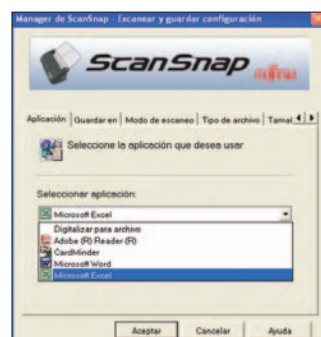 Manager de ScanSnap - Escanear y guardar configuración
ScanSnap
FUJITSU
Aplicación Guardar en Modo de escaneo Tipo de archivo Tamaí
Seleccione la aplicación que desea usar
Seleccionar aplicación:
Microsoft Excel
Digitalizar para archivo
Adobe (R) Reader (R)
CardMinder
Microsoft Word
Microsoft Excel
Aceptar Cancelar Ayuda